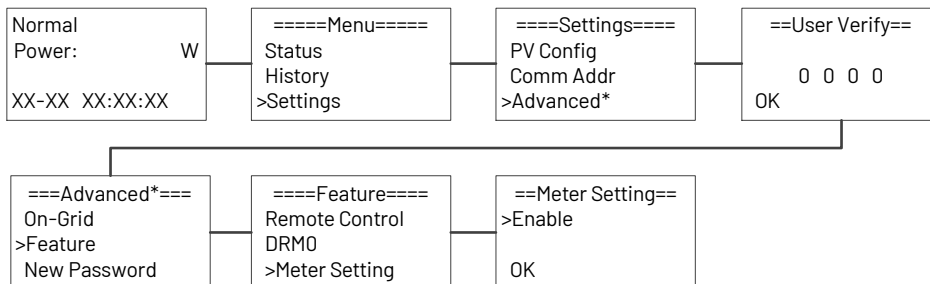 Normal
Power: W
XX-XX XX:XX:XX
=====Menu=====
Status
History
>Settings
====Settings====
PV Config
Comm Addr
>Advanced*
==User Verify==
0 0 0 0
OK
===Advanced*===
On-Grid
>Feature
New Password
====Feature====
Remote Control
DRM0
>Meter Setting
==Meter Setting==
>Enable
OK